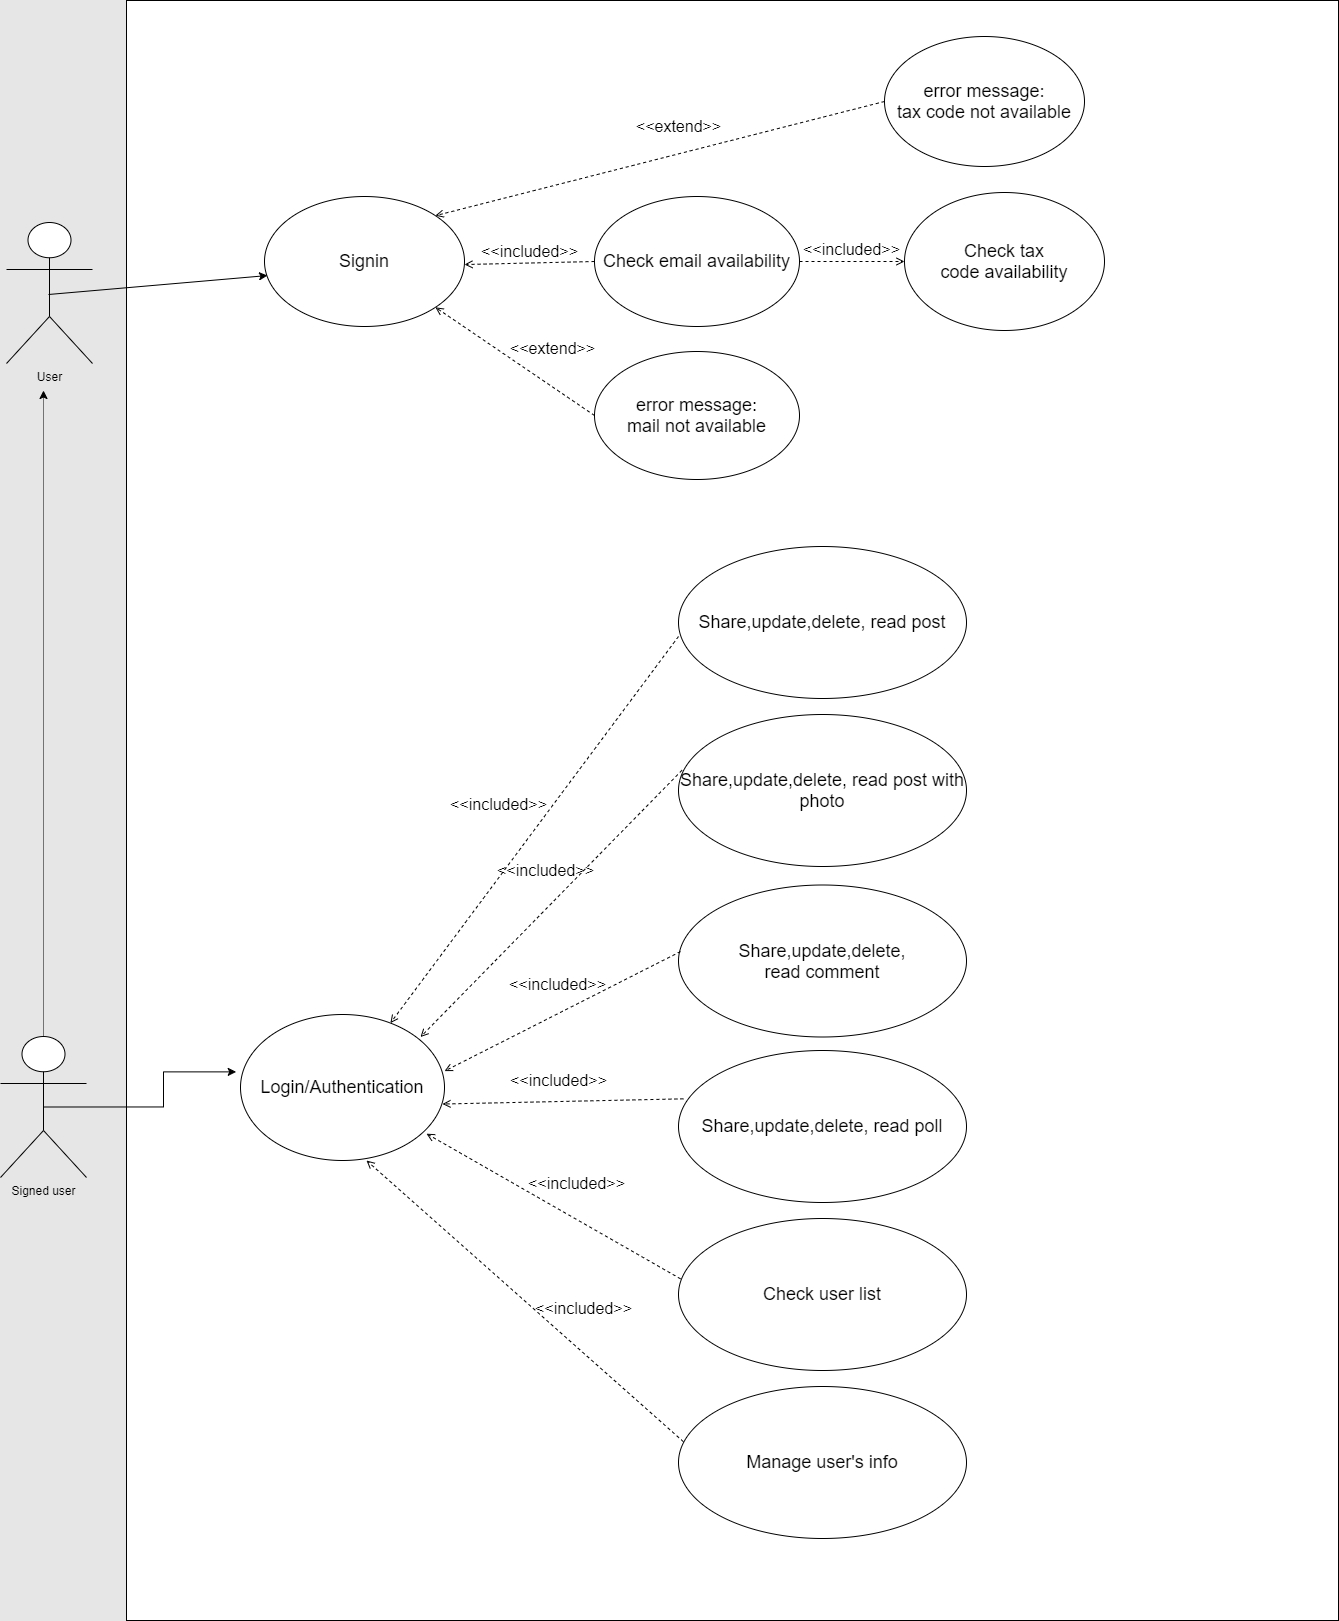 error message:
tax code not available
<<extend>>
Signin
<<included>>
Check email availability
<<included>>
Check tax
code availability
<<extend>>
User
error message:
mail not available
Share,update,delete, read post
<<included>>
Share,update,delete, read post with
photo
<<included>>
Share,update,delete,
read comment
<<included>>
Login/Authentication
<<included>>
Share,update,delete, read poll
Signed user
<<included>>
Check user list
<<included>>
Manage user's info